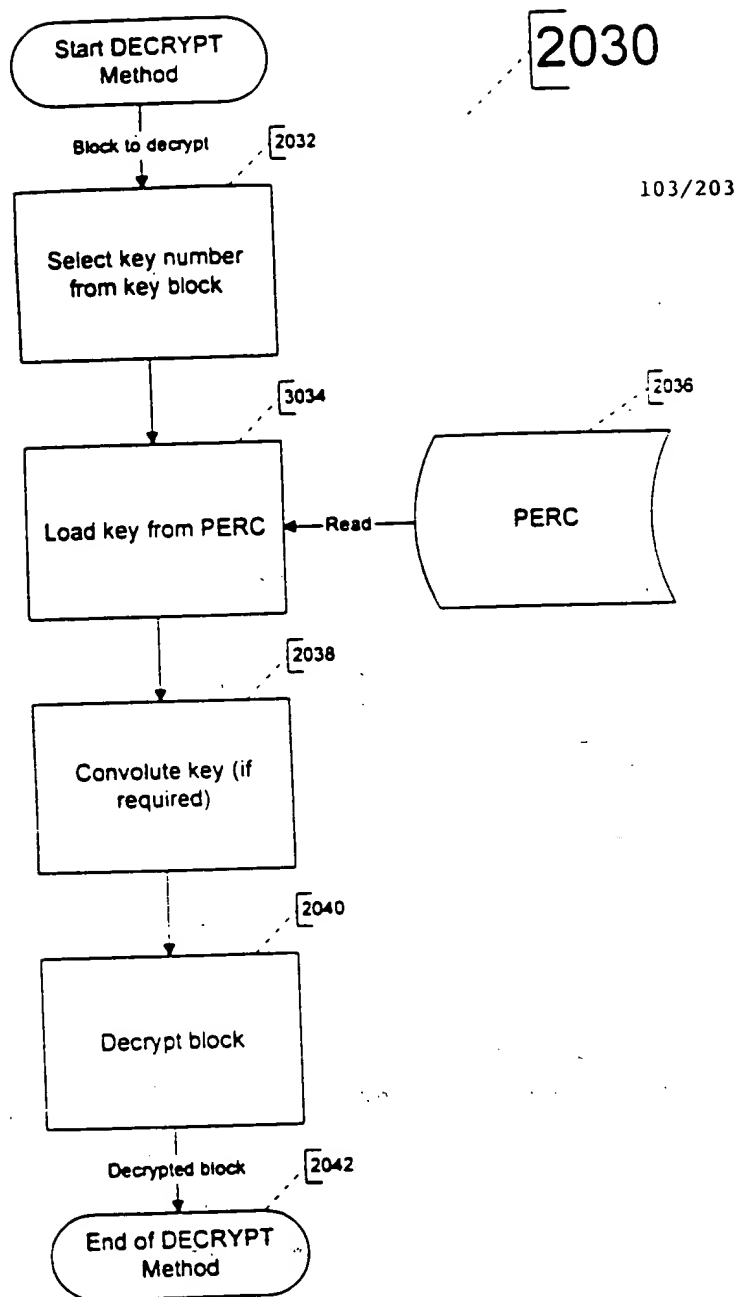 Start DECRYPT
Method
2030
Block to decrypt
2032
103/203
Select key number
from key block
3034
2036
Load key from PERC
Read
PERC
2038
Convolute key (if
required)
2040
Decrypt block
Decrypted block
2042
End of DECRYPT
Method